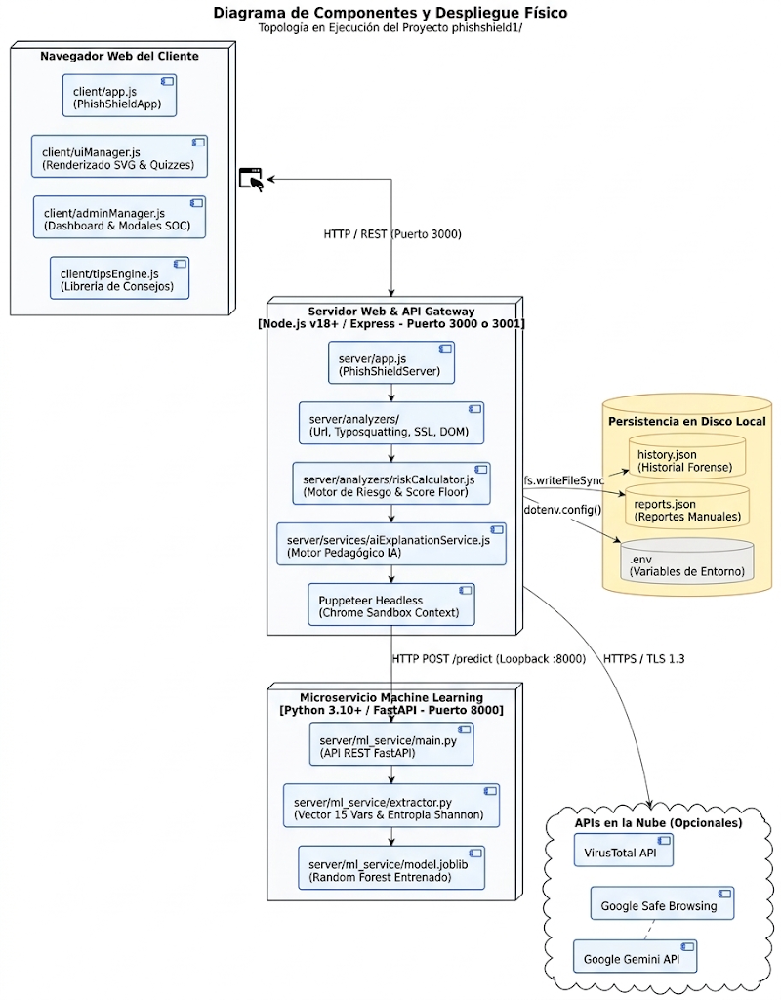 Diagrama de Componentes y Despliegue Físico
Topología en Ejecución del Proyecto phishshield1/
Navegador Web del Cliente
client/app.js
(PhishShieldApp)
client/uiManager.js
(Renderizado SVG & Quizzes)
client/adminManager.js
(Dashboard & Modales SOC)
client/tipsEngine.js
(Libreria de Consejos)
HTTP / REST (Puerto 3000)
Servidor Web & API Gateway
[Node.js v18+ / Express - Puerto 3000 o 3001]
server/app.js
(PhishShieldServer)
server/analyzers/
(Url, Typosquatting, SSL, DOM)
server/analyzers/riskCalculator.js
(Motor de Riesgo & Score Floor)
server/services/aiExplanationService.js
(Motor Pedagógico IA)
Puppeteer Headless
(Chrome Sandbox Context)
fs.writeFileSync
dotenv.config()
Persistencia en Disco Local
history.json
(Historial Forense)
reports.json
(Reportes Manuales)
.env
(Variables de Entorno)
HTTP POST /predict (Loopback :8000)
HTTPS / TLS 1.3
Microservicio Machine Learning
[Python 3.10+ / FastAPI - Puerto 8000]
server/ml_service/main.py
(API REST FastAPI)
server/ml_service/extractor.py
(Vector 15 Vars & Entropia Shannon)
server/ml_service/model.joblib
(Random Forest Entrenado)
APIs en la Nube (Opcionales)
VirusTotal API
Google Safe Browsing
Google Gemini API